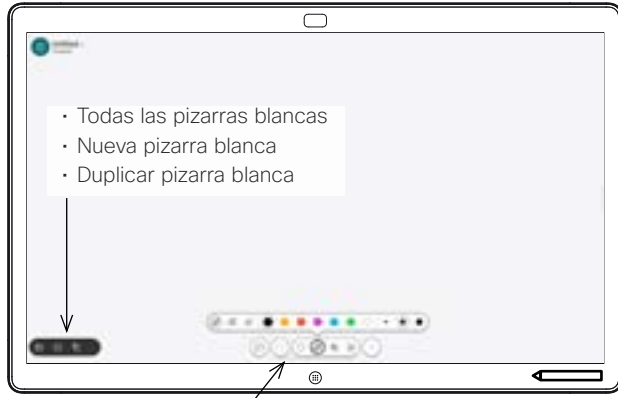 · Todas las pizarras blancas
· Nueva pizarra blanca
· Duplicar pizarra blanca